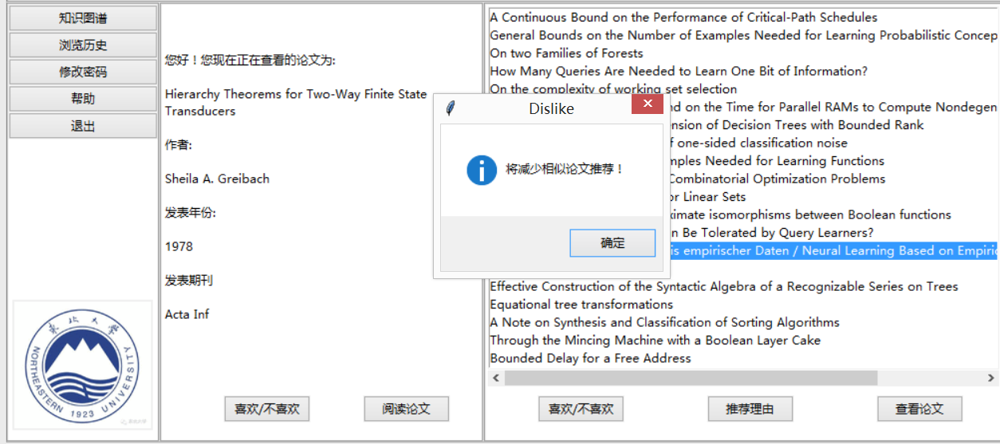 知识图谱
浏览历史
修改密码
帮助
退出
東北大學
NORTHEASTERN UNIVERSITY
1923
您好！您现在正在查看的论文为:
Hierarchy Theorems for Two-Way Finite State
Transducers
作者:
Sheila A. Greibach
发表年份:
1978
发表期刊
Acta Inf
喜欢/不喜欢
阅读论文
A Continuous Bound on the Performance of Critical-Path Schedules
General Bounds on the Number of Examples Needed for Learning Probabilistic Concep
On two Families of Forests
How Many Queries Are Needed to Learn One Bit of Information?
On the complexity of working set selection
nd on the Time for Parallel RAMs to Compute Nondegen
ension of Decision Trees with Bounded Rank
f one-sided classification noise
mples Needed for Learning Functions
Combinatorial Optimization Problems
or Linear Sets
ximate isomorphisms between Boolean functions
n Be Tolerated by Query Learners?
is empirischer Daten / Neural Learning Based on Empiric
Effective Construction of the Syntactic Algebra of a Recognizable Series on Trees
Equational tree transformations
A Note on Synthesis and Classification of Sorting Algorithms
Through the Mincing Machine with a Boolean Layer Cake
Bounded Delay for a Free Address
喜欢/不喜欢
推荐理由
查看论文
Dislike
将减少相似论文推荐！
确定